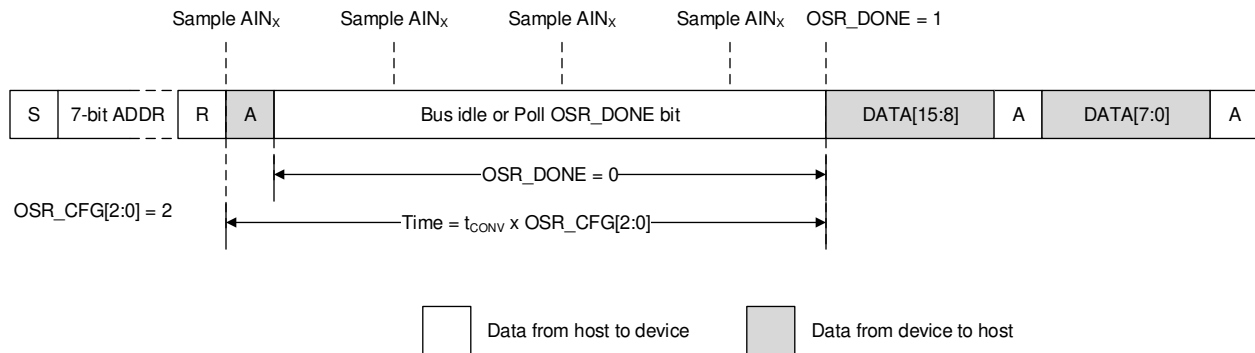 Sample AINX Sample AINX Sample AINX Sample AINX OSR_DONE = 1
S 7-bit ADDR R A Bus idle or Poll OSR_DONE bit DATA[15:8] A DATA[7:0] A
OSR_DONE = 0
OSR_CFG[2:0] = 2
Time = tCONV x OSR_CFG[2:0]
Data from host to device Data from device to host